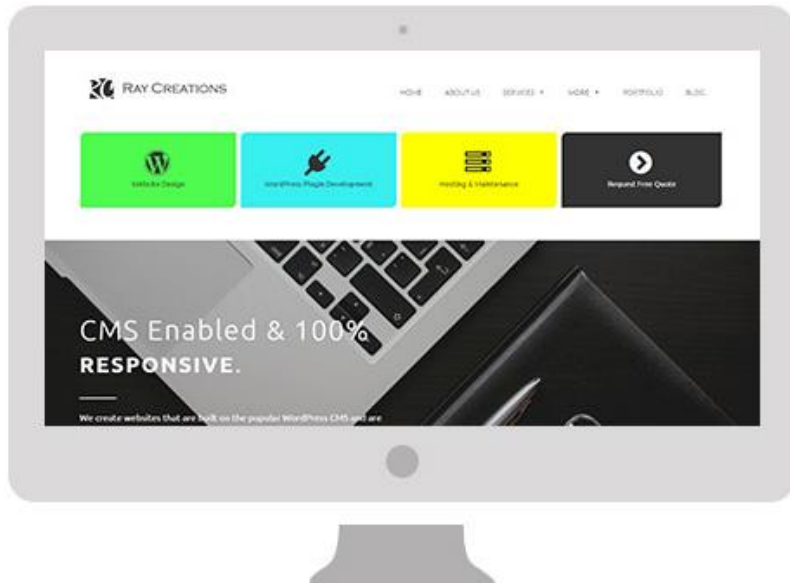 RAY CREATIONS
HOME ABOUT US SERVICES MORE PORTFOLIO BLOG
Website Design
WordPress Plugin Development
Hosting & Maintenance
Request Free Quote
CMS Enabled & 100%
RESPONSIVE.
We create websites that are built on the popular WordPress CMS and are